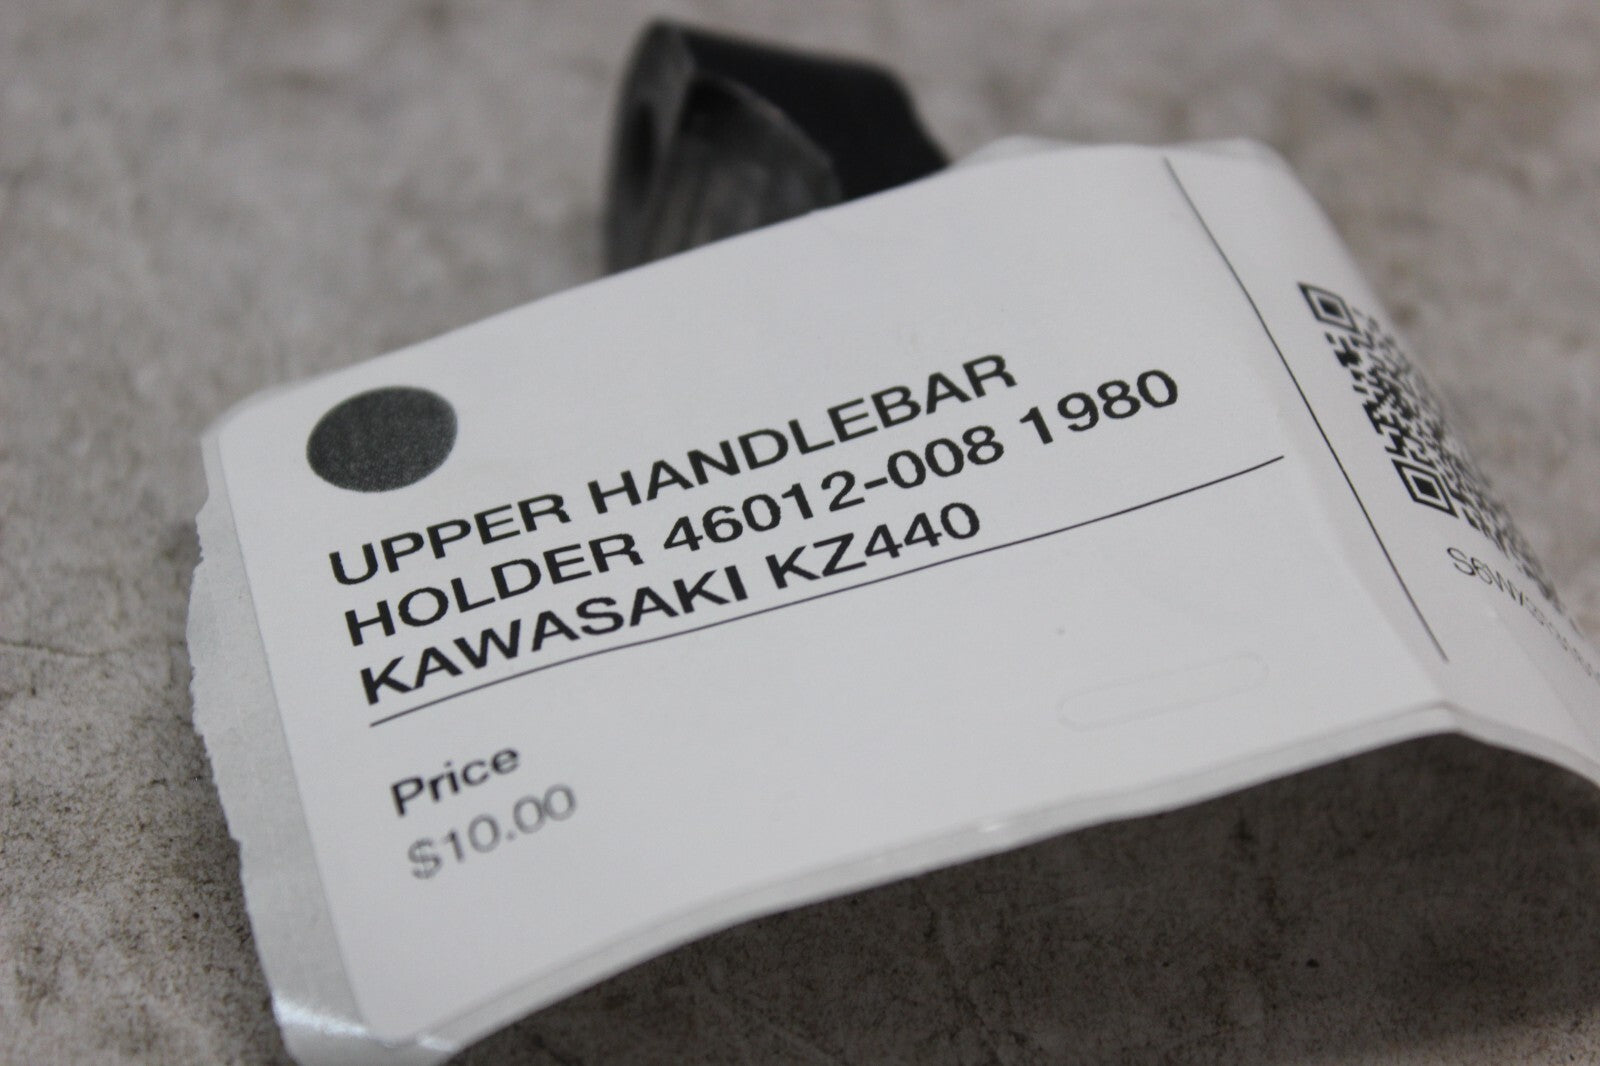 UPPER HANDLEBAR
HOLDER 46012-008 1980
KAWASAKI KZ440
Price
$10.00